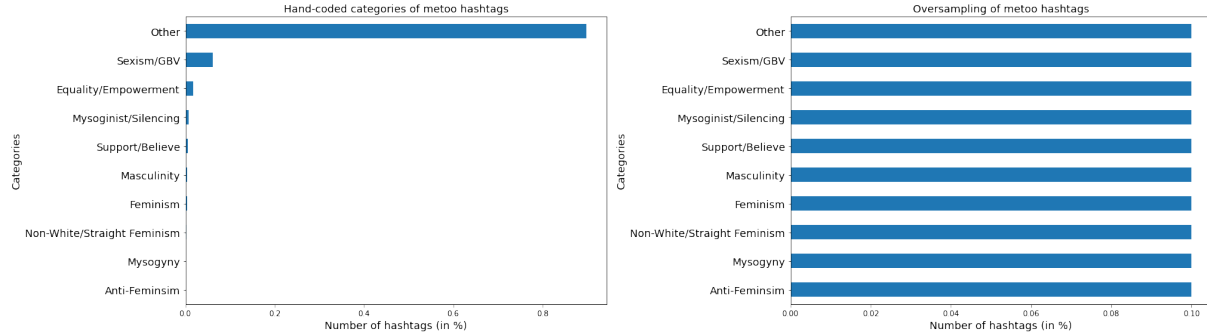 Hand-coded categories of metoo hashtags
Categories
Other
Sexism/GBV
Equality/Empowerment
Mysoginist/Silencing
Support/Believe
Masculinity
Feminism
Non-White/Straight Feminism
Mysogyny
Anti-Feminsim
0.0 0.2 0.4 0.6 0.8
Number of hashtags (in %)
Oversampling of metoo hashtags
Categories
Other
Sexism/GBV
Equality/Empowerment
Mysoginist/Silencing
Support/Believe
Masculinity
Feminism
Non-White/Straight Feminism
Mysogyny
Anti-Feminsim
0.00 0.02 0.04 0.06 0.08 0.10
Number of hashtags (in %)